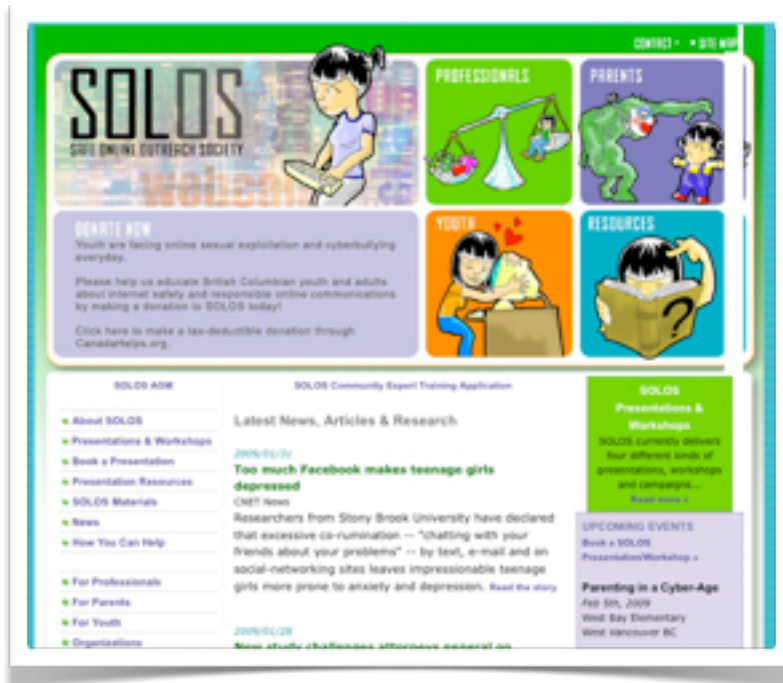 CONTACT • SITE MAP
SOLOS
SAFE ONLINE OUTREACH SOCIETY
webcam
PROFESSIONALS
PARENTS
DONATE NOW
Youth are facing online sexual exploitation and cyberbullying
everyday.
Please help us educate British Columbian youth and adults
about internet safety and responsible online communications
by making a donation to SOLOS today!
Click here to make a tax-deductible donation through
CanadaHelps.org.
YOUTH
RESOURCES
?
SOLOS AGM
About SOLOS
Presentations & Workshops
Book a Presentation
Presentation Resources
SOLOS Materials
News
How You Can Help
For Professionals
For Parents
For Youth
Organizations
SOLOS Community Expert Training Application
Latest News, Articles & Research
2009/01/31
Too much Facebook makes teenage girls
depressed
CNET News
Researchers from Stony Brook University have declared
that excessive co-rumination -- "chatting with your
friends about your problems" -- by text, e-mail and on
social-networking sites leaves impressionable teenage
girls more prone to anxiety and depression. Read the story
2009/01/28
New study challenges attorneys general on
SOLOS
Presentations &
Workshops
SOLOS currently delivers
four different kinds of
presentations, workshops
and campaigns...
Read more »
UPCOMING EVENTS
Book a SOLOS
Presentation/Workshop »
Parenting in a Cyber-Age
Feb 5th, 2009
West Bay Elementary
West Vancouver BC